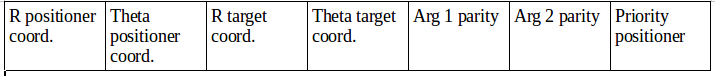 R positioner coord.
Theta positioner coord.
R target coord.
Theta target coord.
Arg 1 parity
Arg 2 parity
Priority positioner